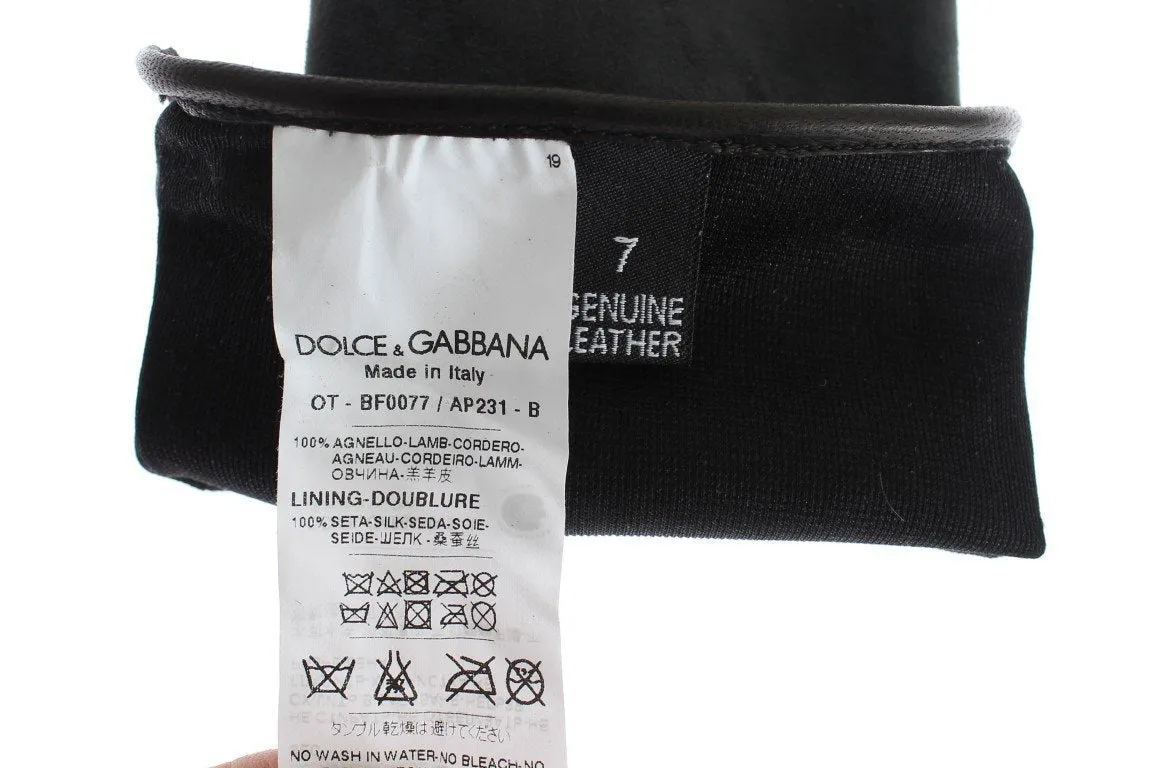 19
DOLCE & GABBANA
Made in Italy
OT - BF0077 / AP231 - B
100% AGNELLO-LAMB-CORDERO-
AGNEAU-CORDEIRO-LAMM-
ОВЧИНА-羔羊皮
LINING-DOUBLURE
100% SETA-SILK-SEDA-SOIE-
SEIDE-ШЕЛК-桑蚕丝
タンブル乾燥は避けてください
NO WASH IN WATER-NO BLEACH-NO
7
GENUINE
LEATHER